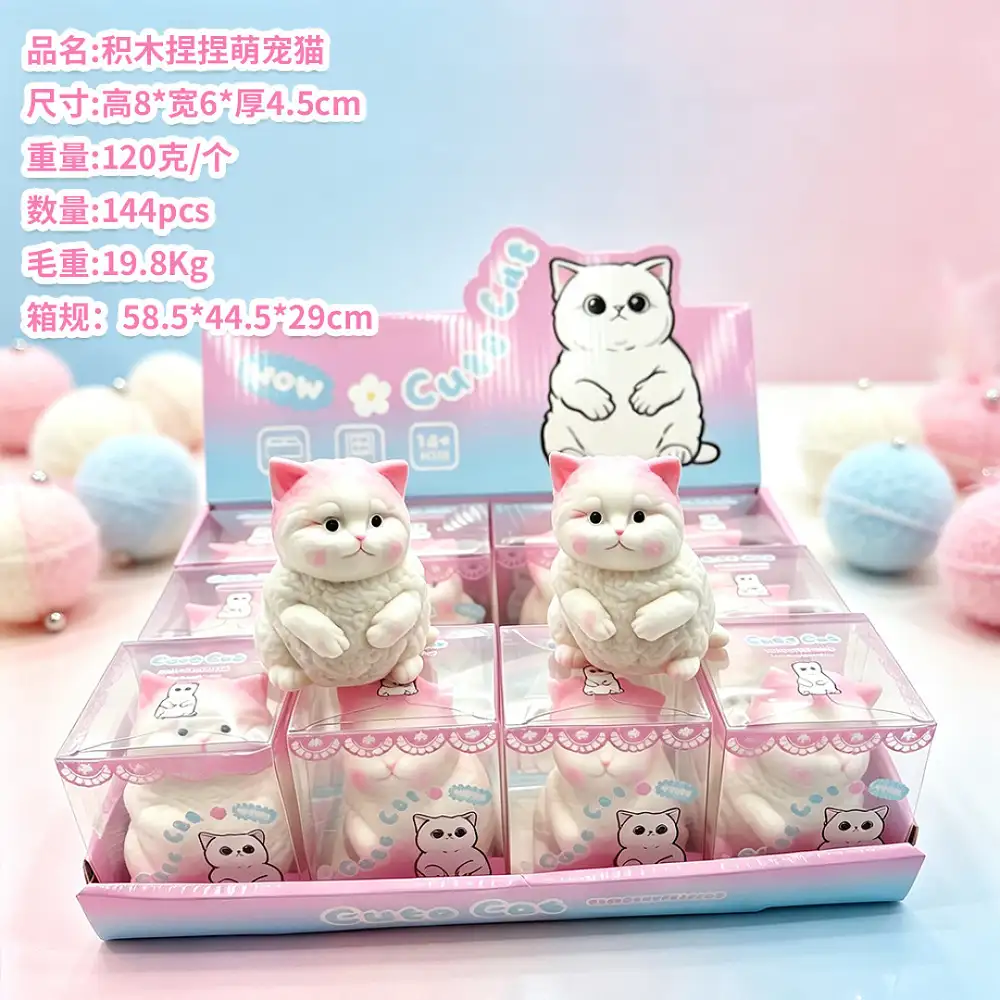 品名:积木捏捏萌宠猫
尺寸:高8*宽6*厚4.5cm
重量:120克/个
数量:144pcs
毛重:19.8Kg
箱规：58.5*44.5*29cm
WOW
Cute Cat
14+
Cute Cat
Cute Cat
Cuto Cat